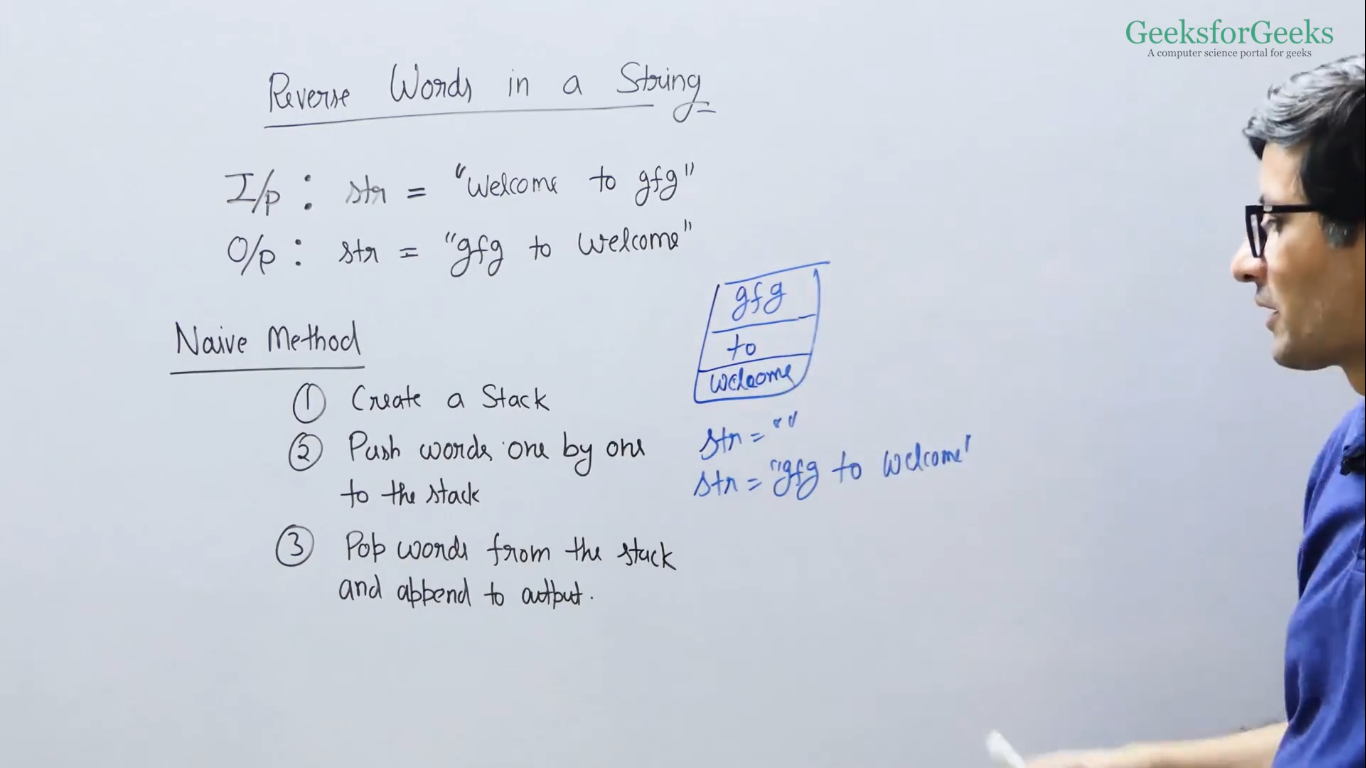 GeeksforGeeks
A computer science portal for geeks
Reverse Words in a String
I/p : str = "Welcome to gfg"
O/p : str = "gfg to Welcome"
Naive Method
① Create a Stack
② Push words one by one
to the stack
③ Pop words from the stack
and append to output.
gfg
to
welcome
str = ""
str = "gfg to welcome"